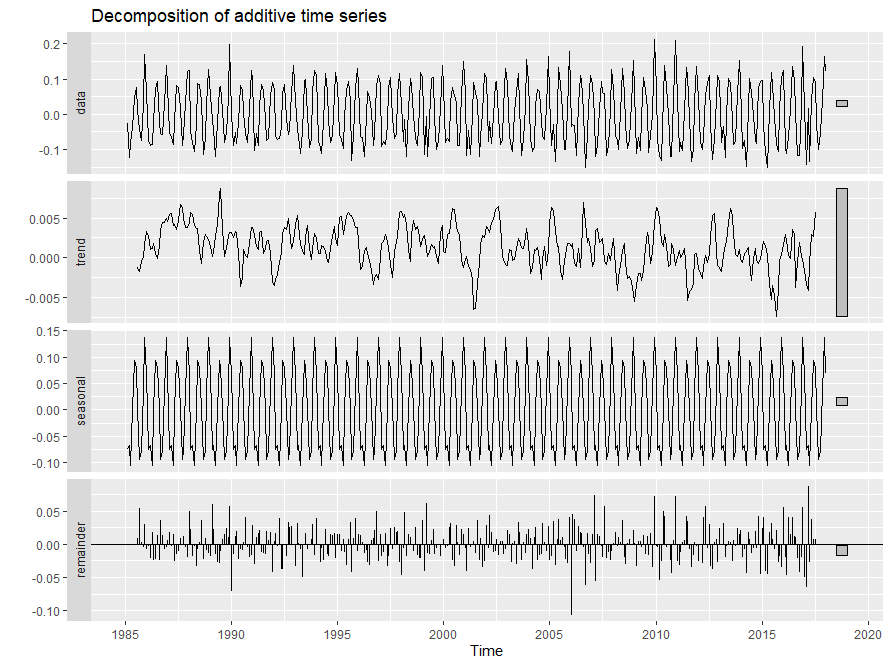 Decomposition of additive time series
data
0.2
0.1
0.0
-0.1
trend
0.005
0.000
-0.005
seasonal
0.15
0.10
0.05
0.00
-0.05
-0.10
remainder
0.05
0.00
-0.05
-0.10
1985 1990 1995 2000 2005 2010 2015 2020
Time